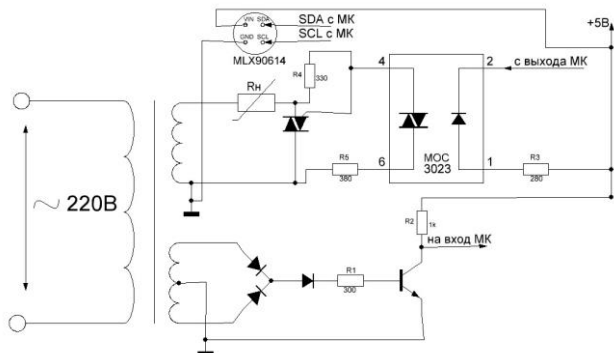 +5В
VIN SDA
SDA с МК
GND SCL
SCL с МК
MLX90614
R4
330
4
2
с выхода МК
Rн
R5
380
6
МОС
3023
1
R3
280
~ 220В
R2
1k
на вход МК
R1
300